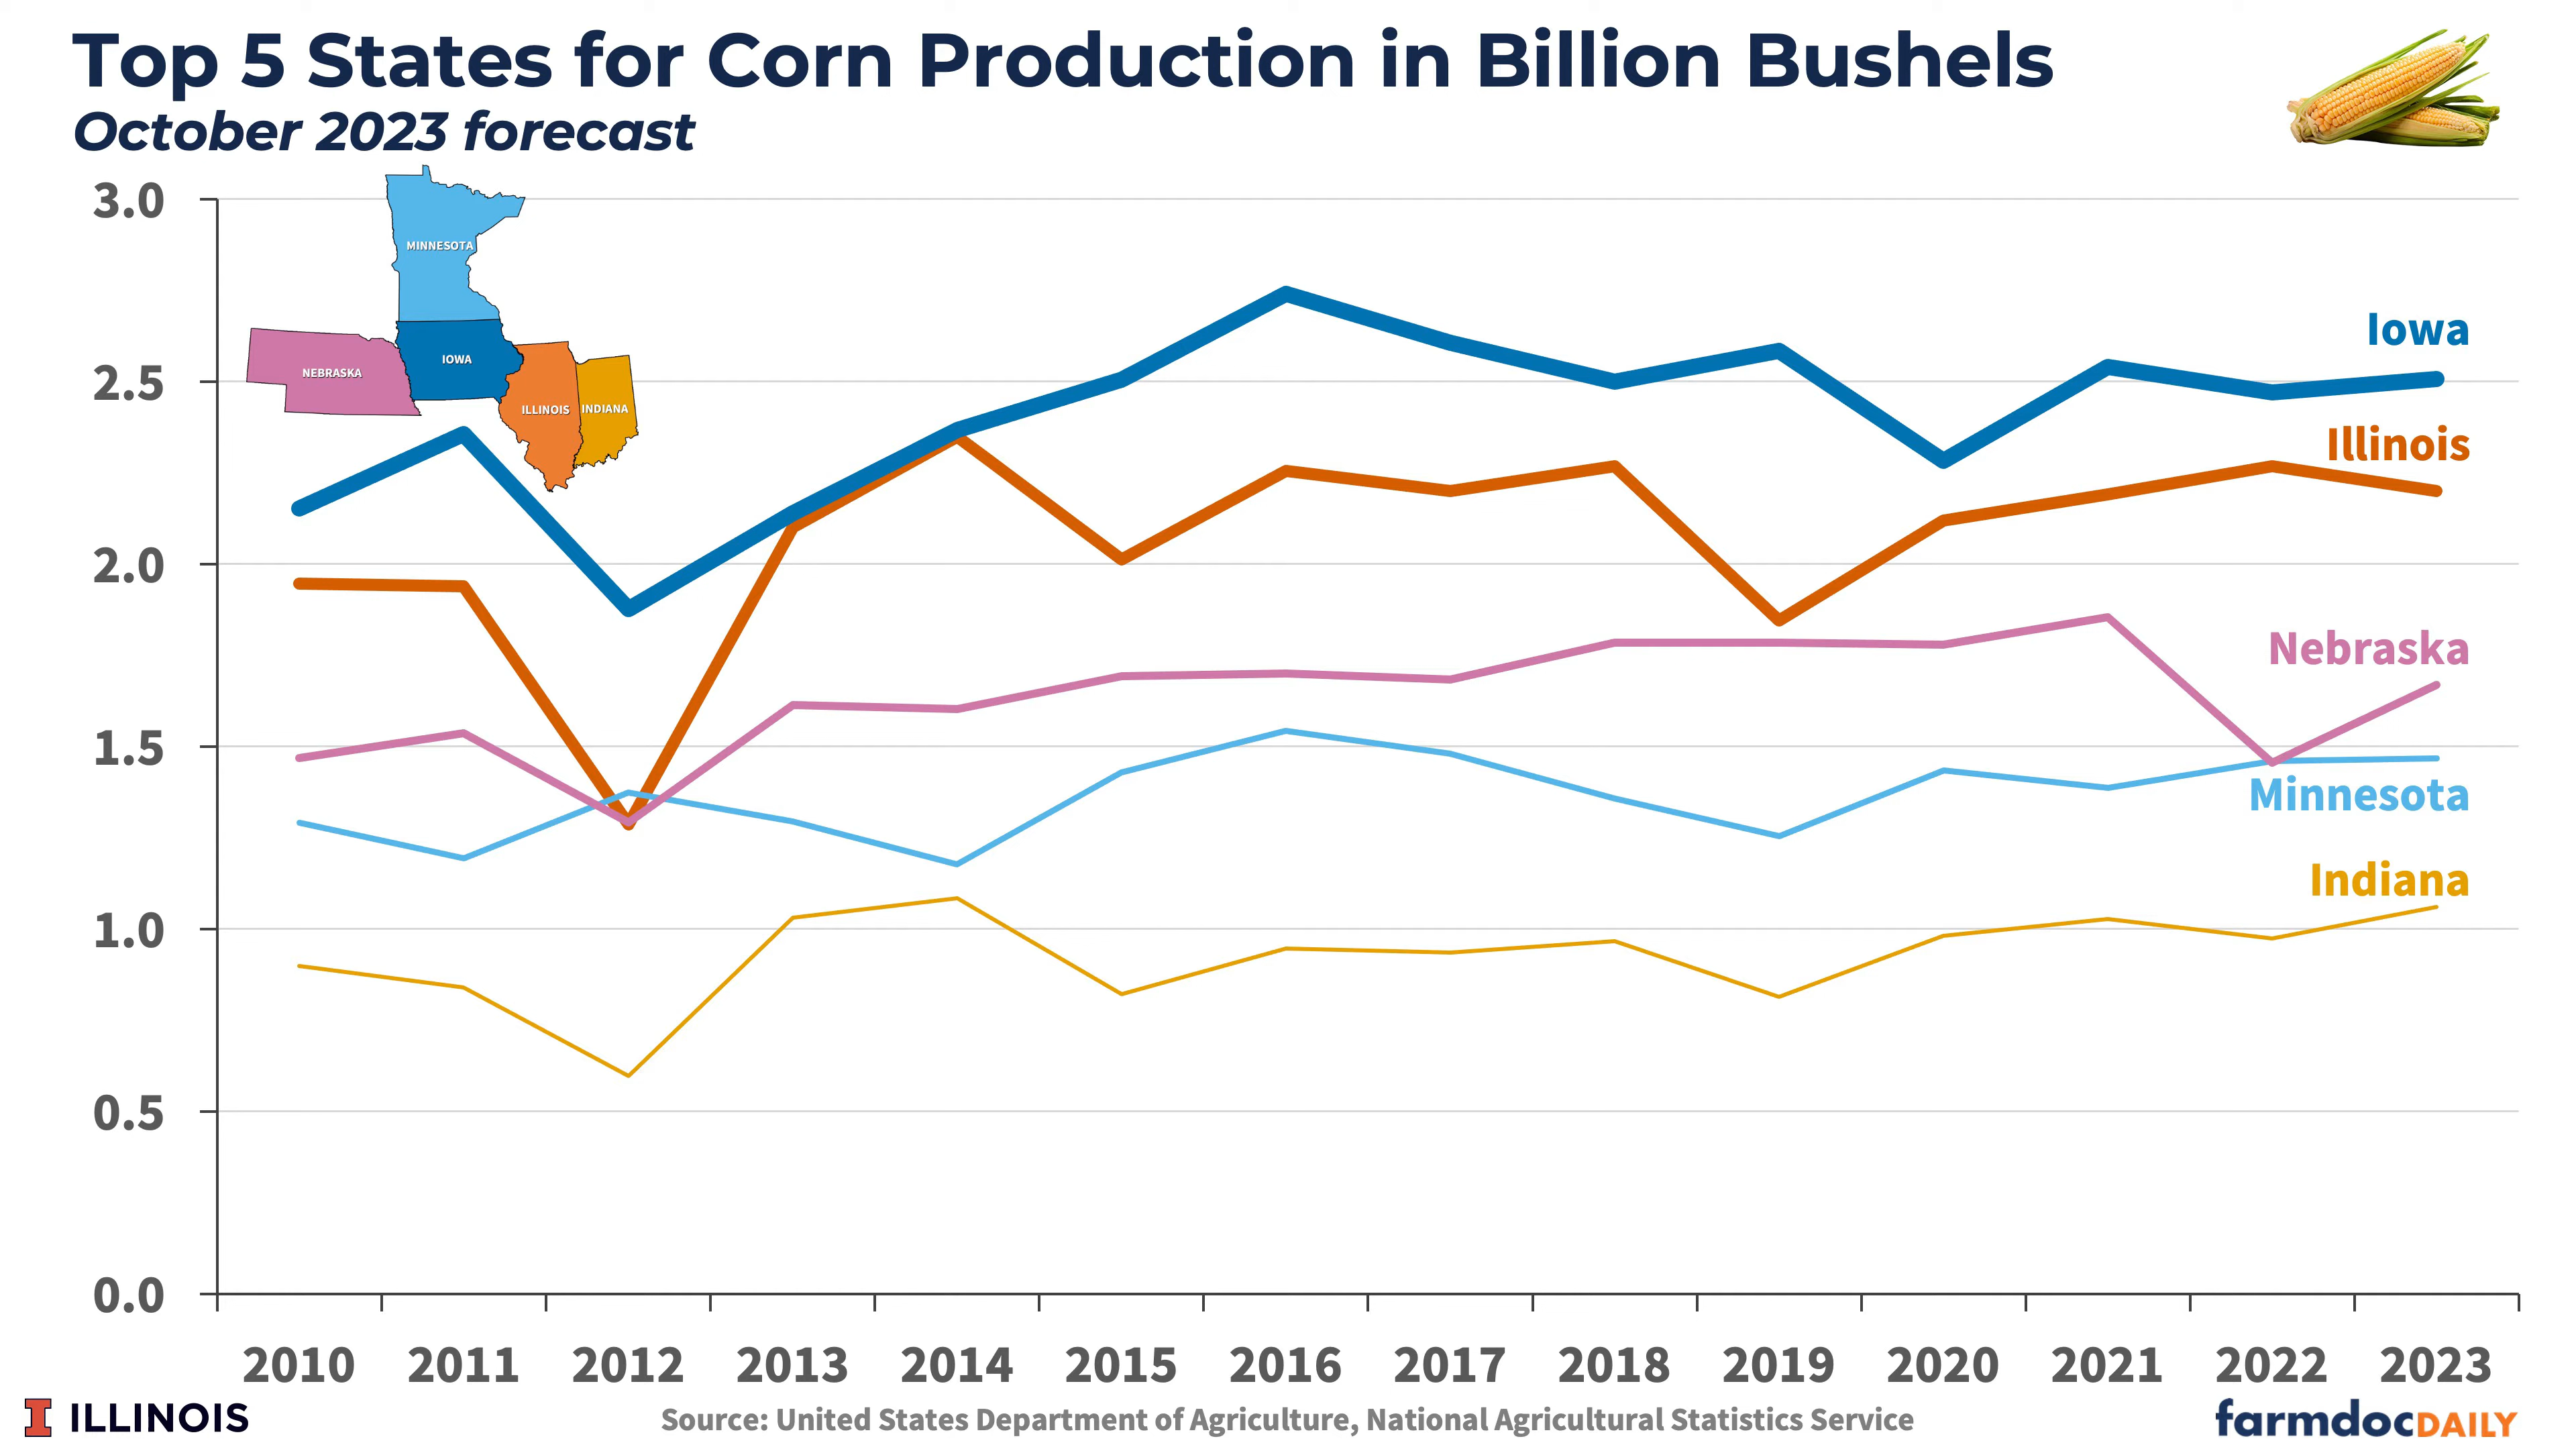 Top 5 States for Corn Production in Billion Bushels
October 2023 forecast
3.0
2.5
2.0
1.5
1.0
0.5
0.0
MINNESOTA
NEBRASKA
IOWA
ILLINOIS
INDIANA
Iowa
Illinois
Nebraska
Minnesota
Indiana
2010 2011 2012 2013 2014 2015 2016 2017 2018 2019 2020 2021 2022 2023
I ILLINOIS
Source: United States Department of Agriculture, National Agricultural Statistics Service
farmdocDAILY